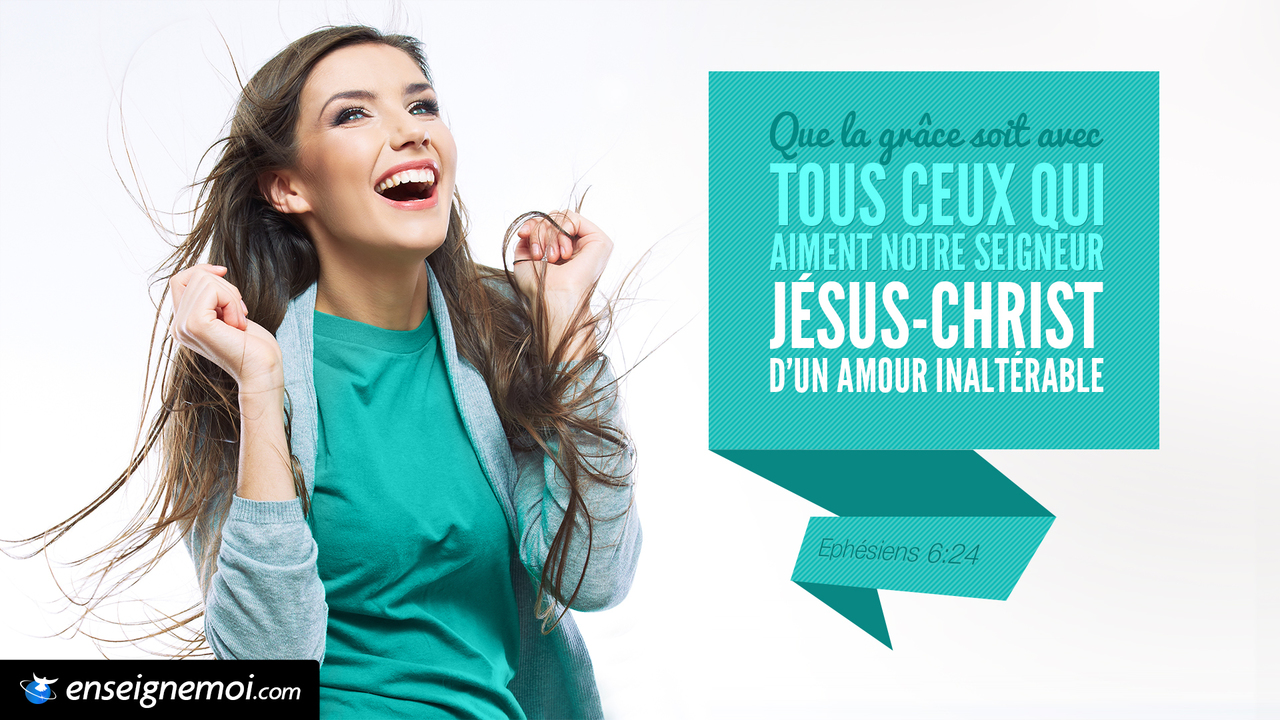 Que la grâce soit avec
TOUS CEUX QUI
AIMENT NOTRE SEIGNEUR
JÉSUS-CHRIST
D'UN AMOUR INALTÉRABLE
Ephésiens 6:24
enseignemoi.com